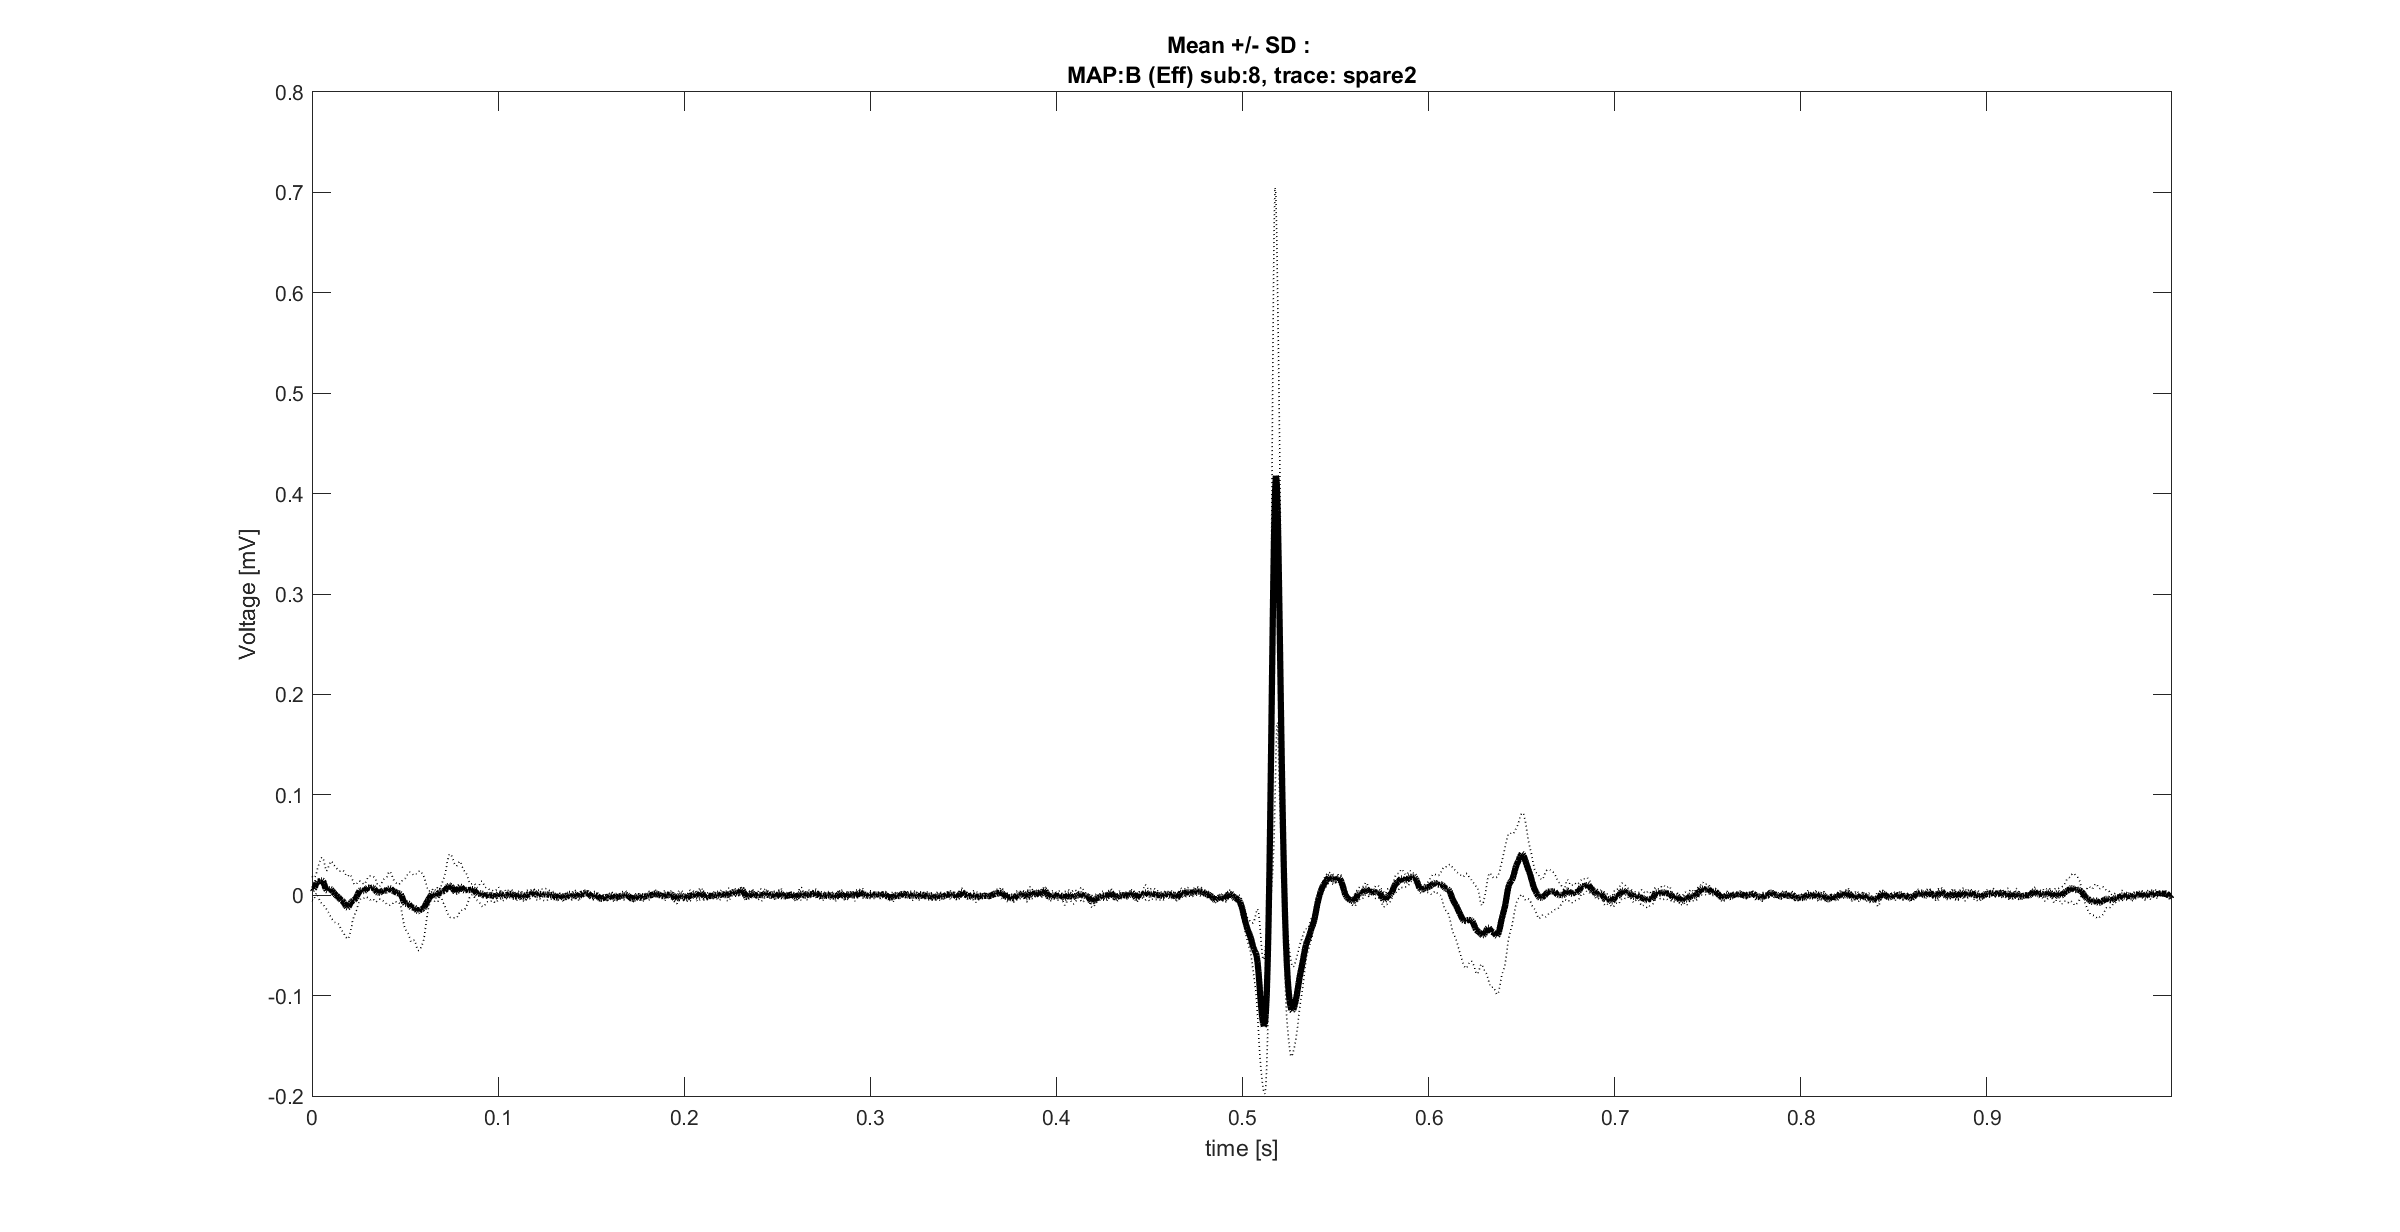 Mean +/- SD :
MAP:B (Eff) sub:8, trace: spare2
0.8
0.7
0.6
0.5
0.4
0.3
0.2
0.1
0
-0.1
-0.2
Voltage [mV]
0 0.1 0.2 0.3 0.4 0.5 0.6 0.7 0.8 0.9
time [s]